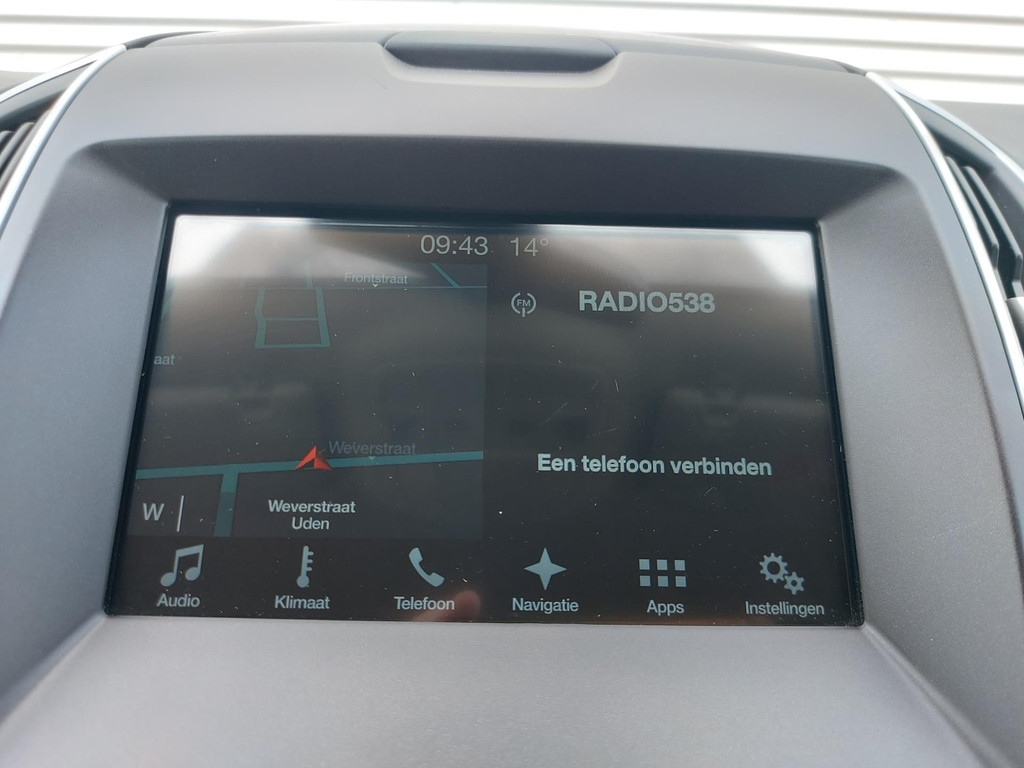 09:43 14°
Frontstraat
FM
RADIO538
aat
Weverstraat
Een telefoon verbinden
W
Weverstraat
Uden
Audio
Klimaat
Telefoon
Navigatie
Apps
Instellingen